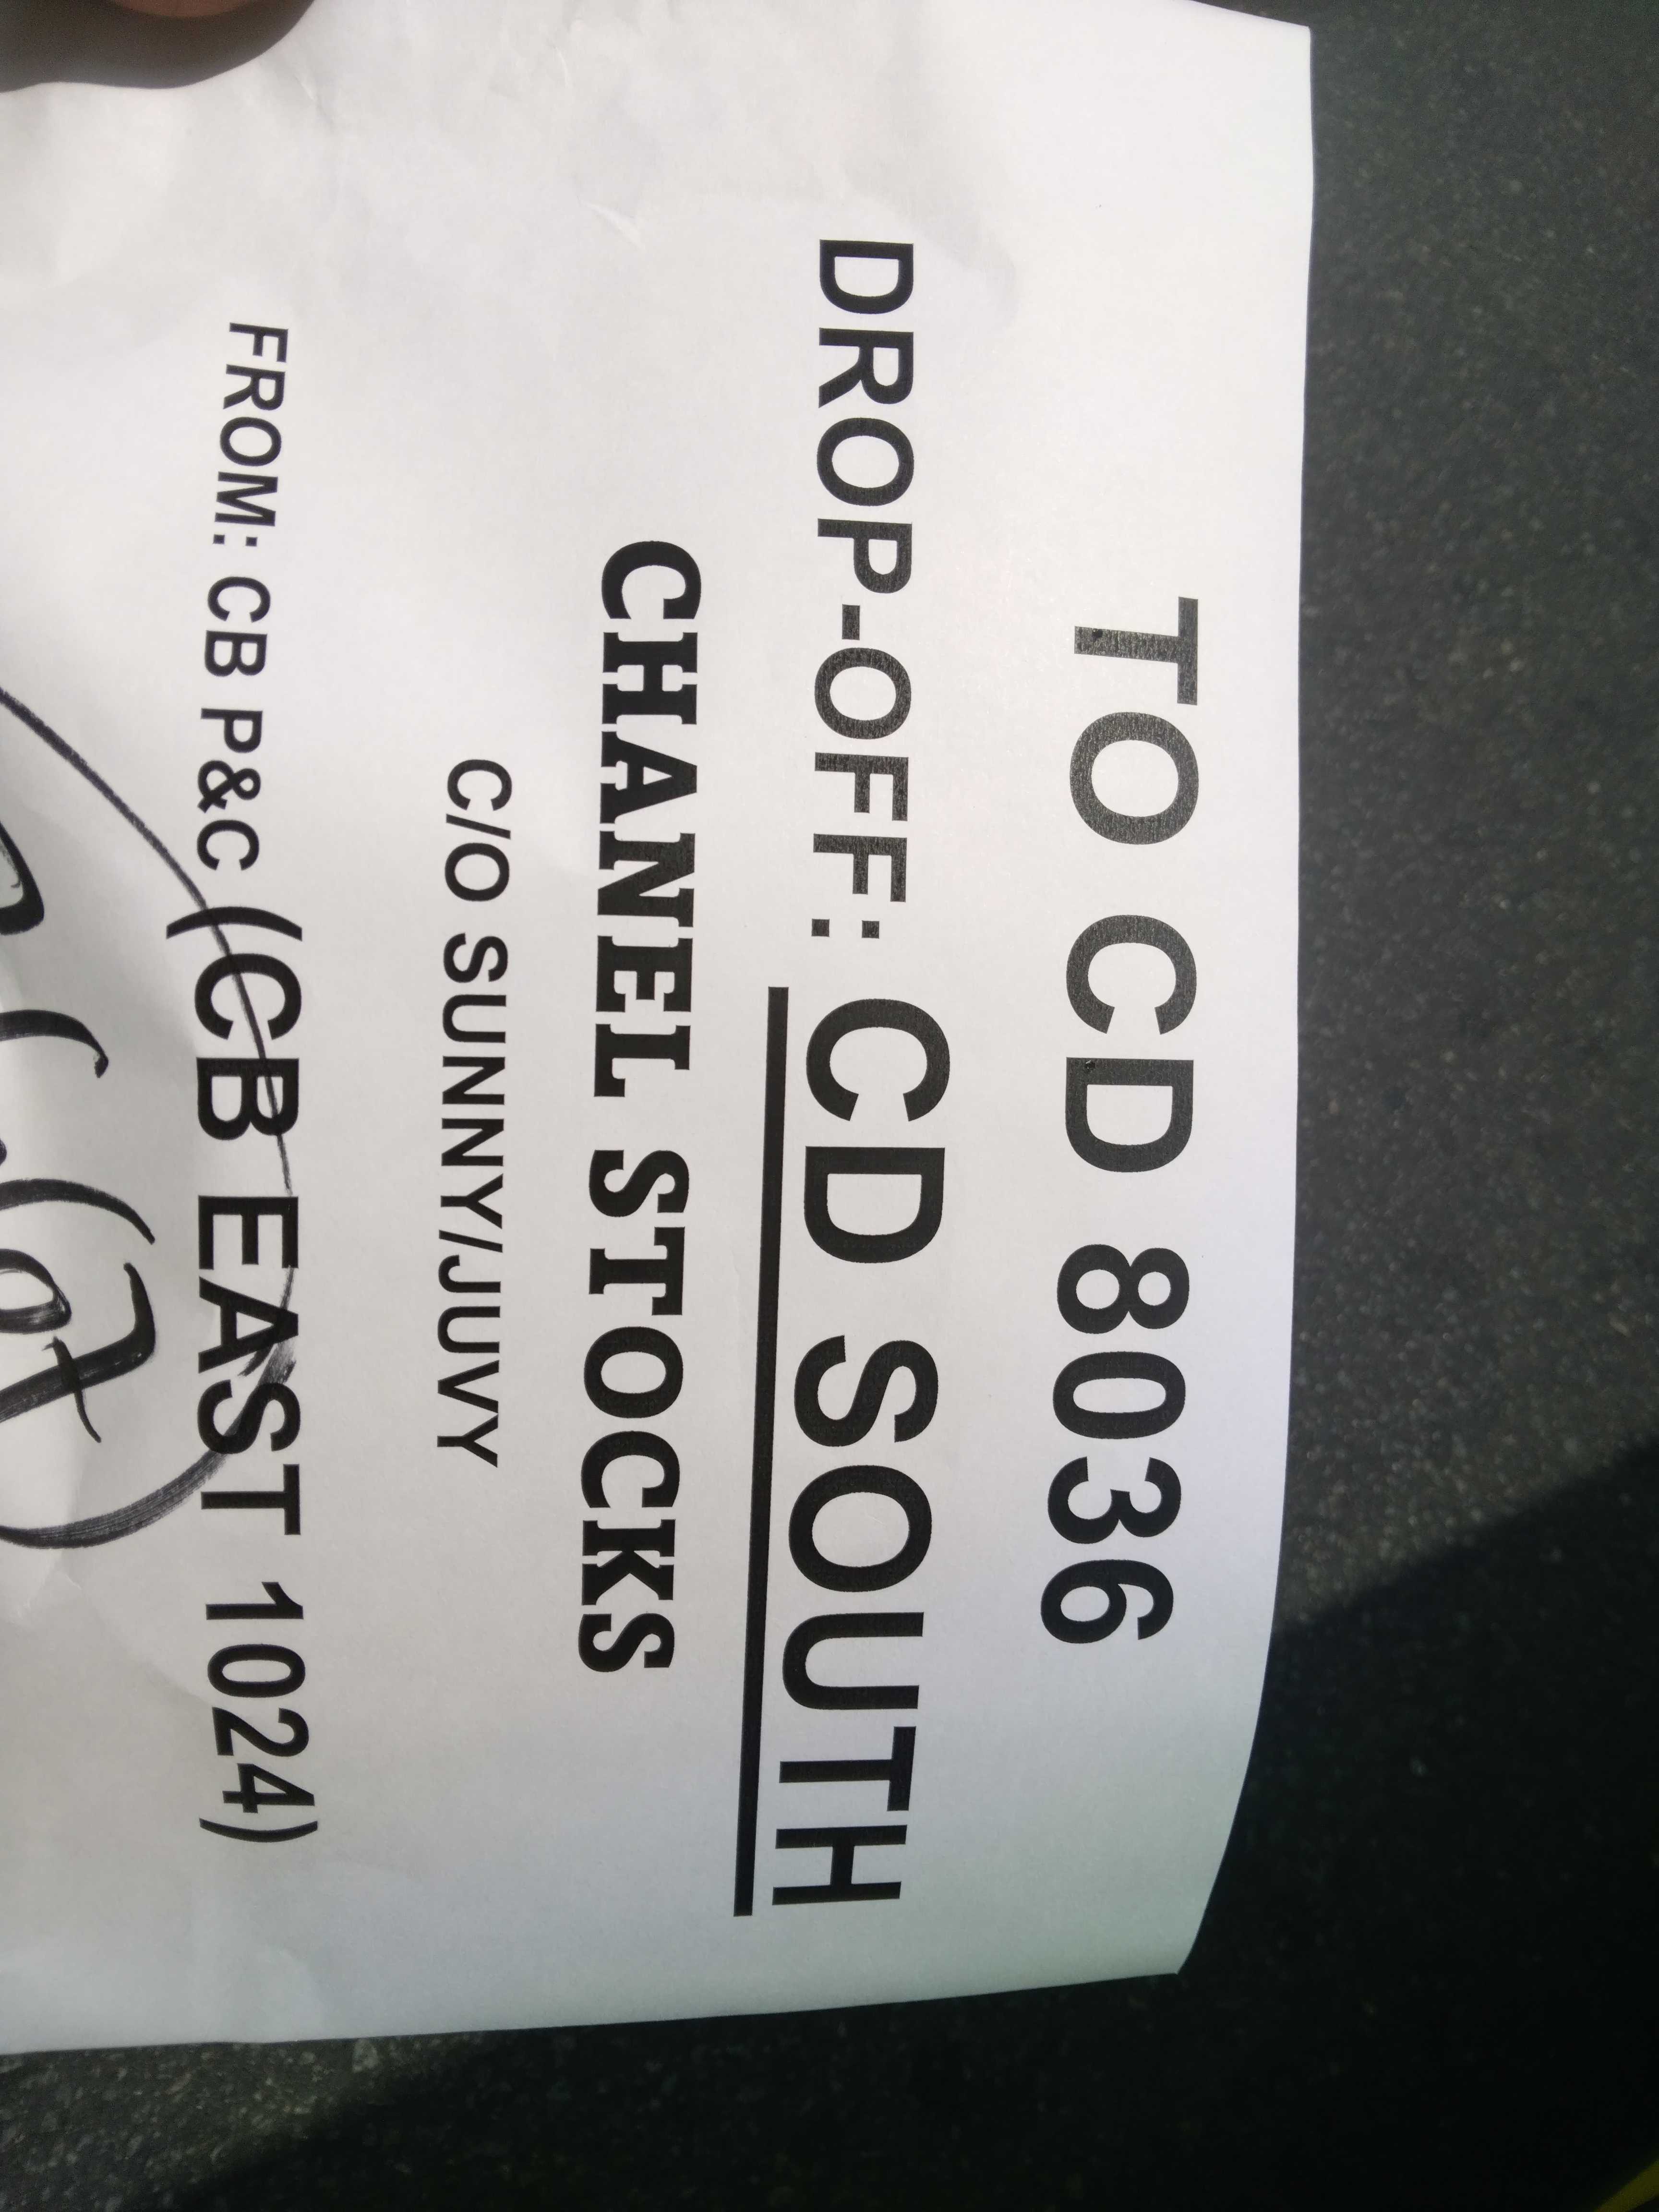 TO CD 8036
DROP-OFF: CD SOUTH
CHANEL STOCKS
C/O SUNNY/JUVY
FROM: CB P&C (CB EAST 1024)